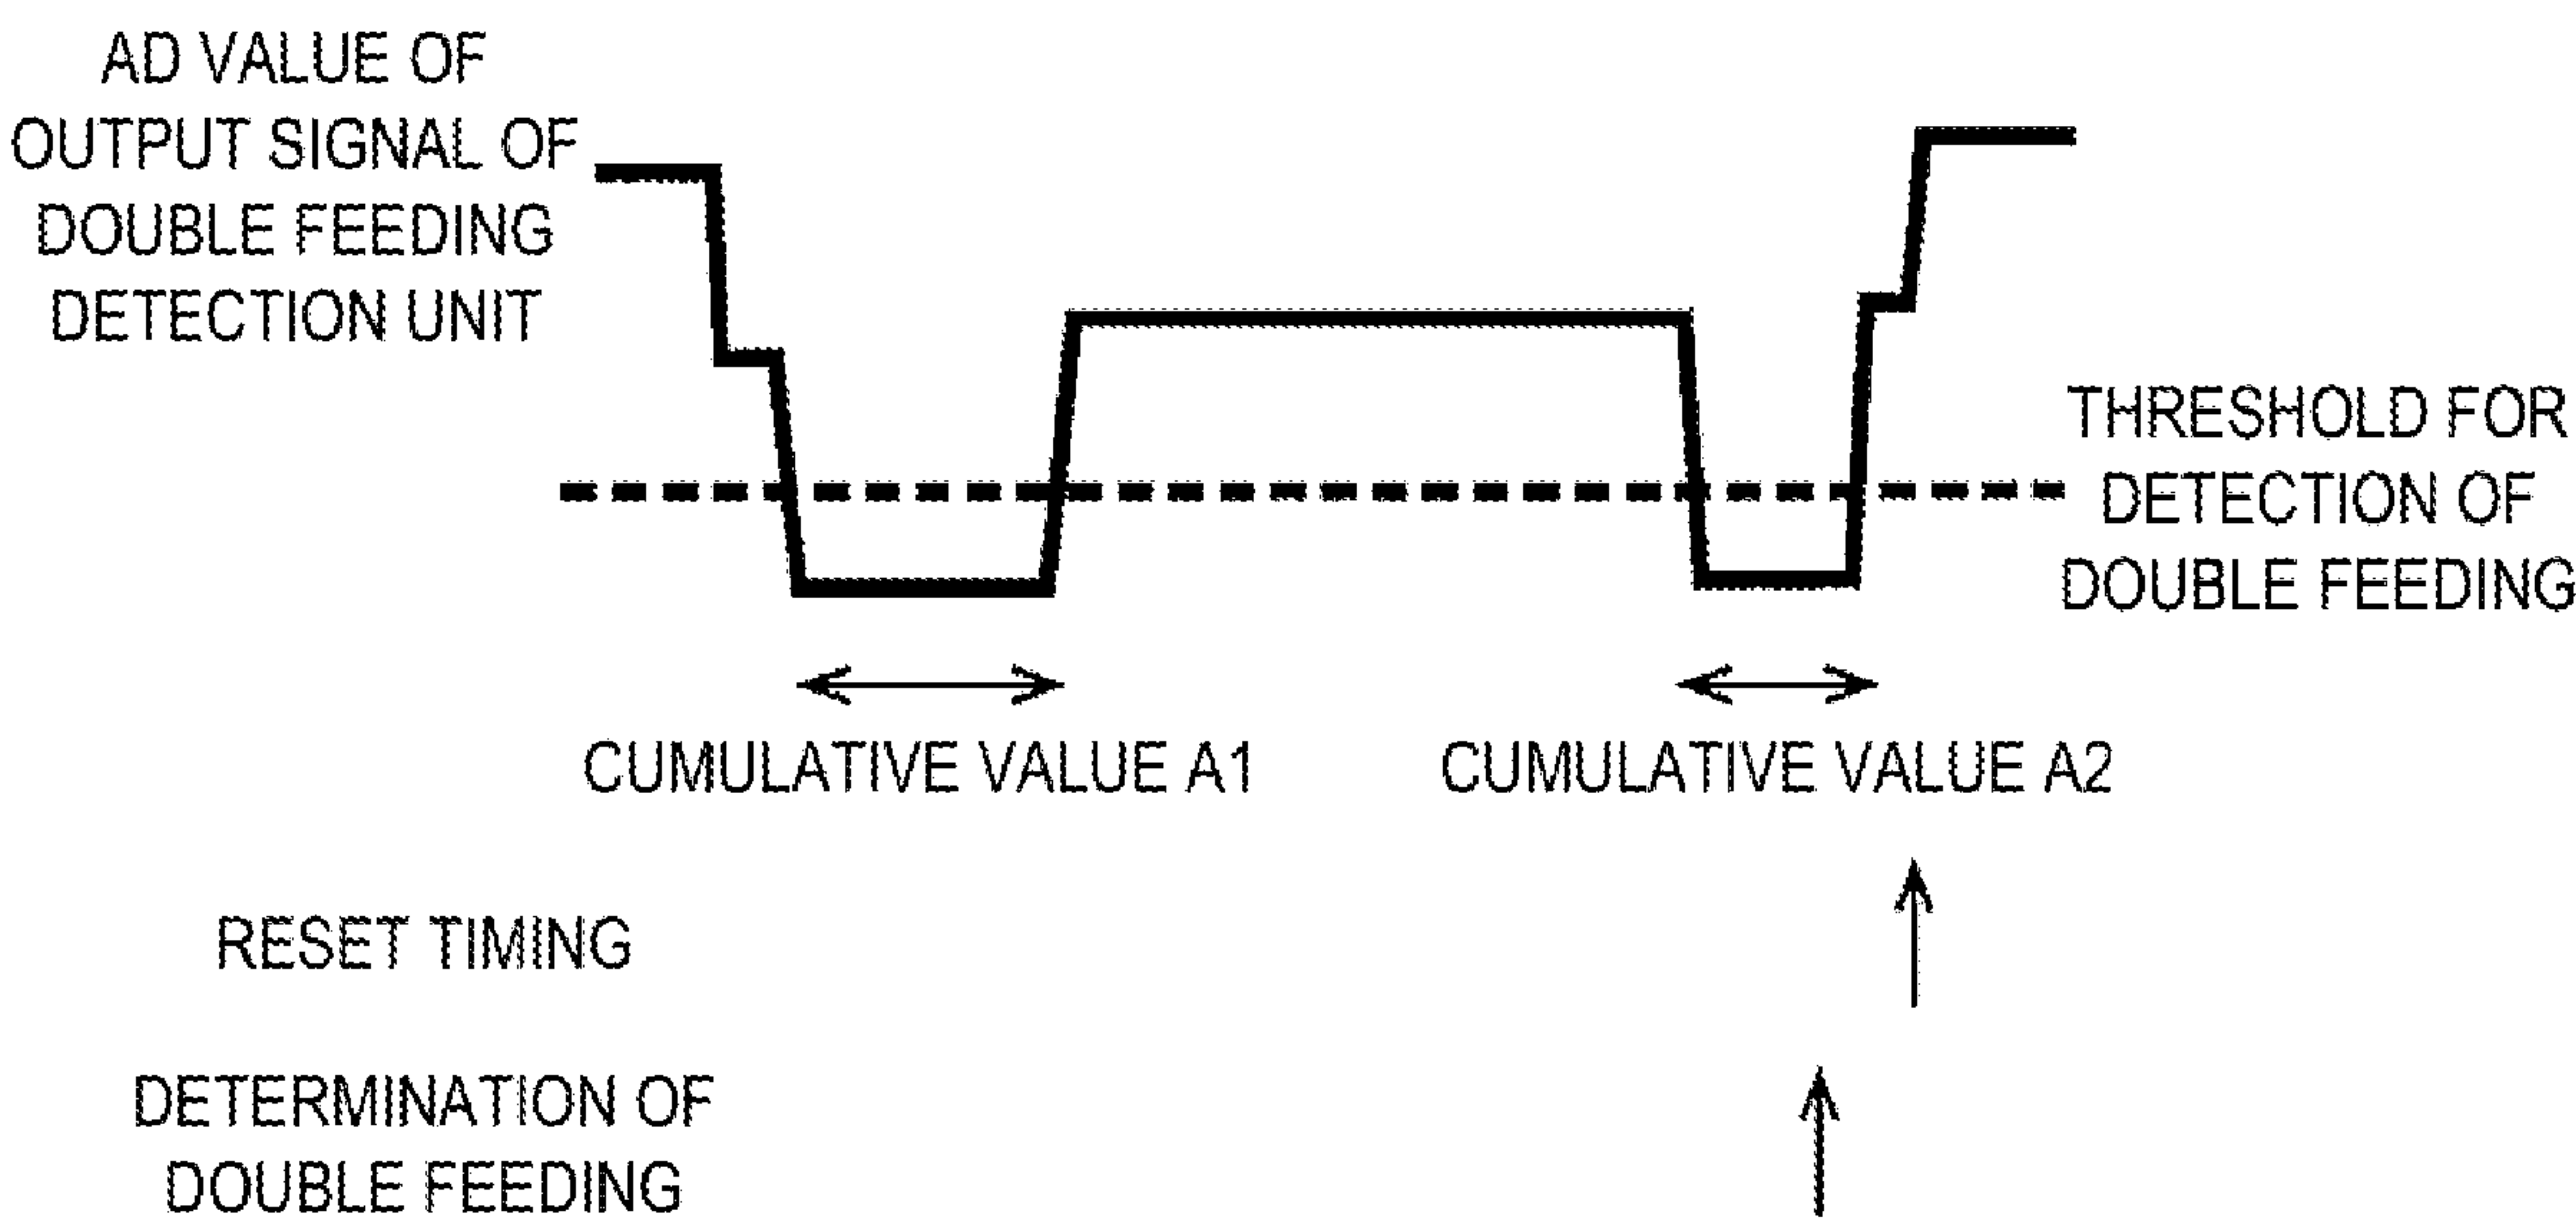 AD VALUE OF
OUTPUT SIGNAL OF
DOUBLE FEEDING
DETECTION UNIT
THRESHOLD FOR
DETECTION OF
DOUBLE FEEDING
CUMULATIVE VALUE A1
CUMULATIVE VALUE A2
RESET TIMING
DETERMINATION OF
DOUBLE FEEDING